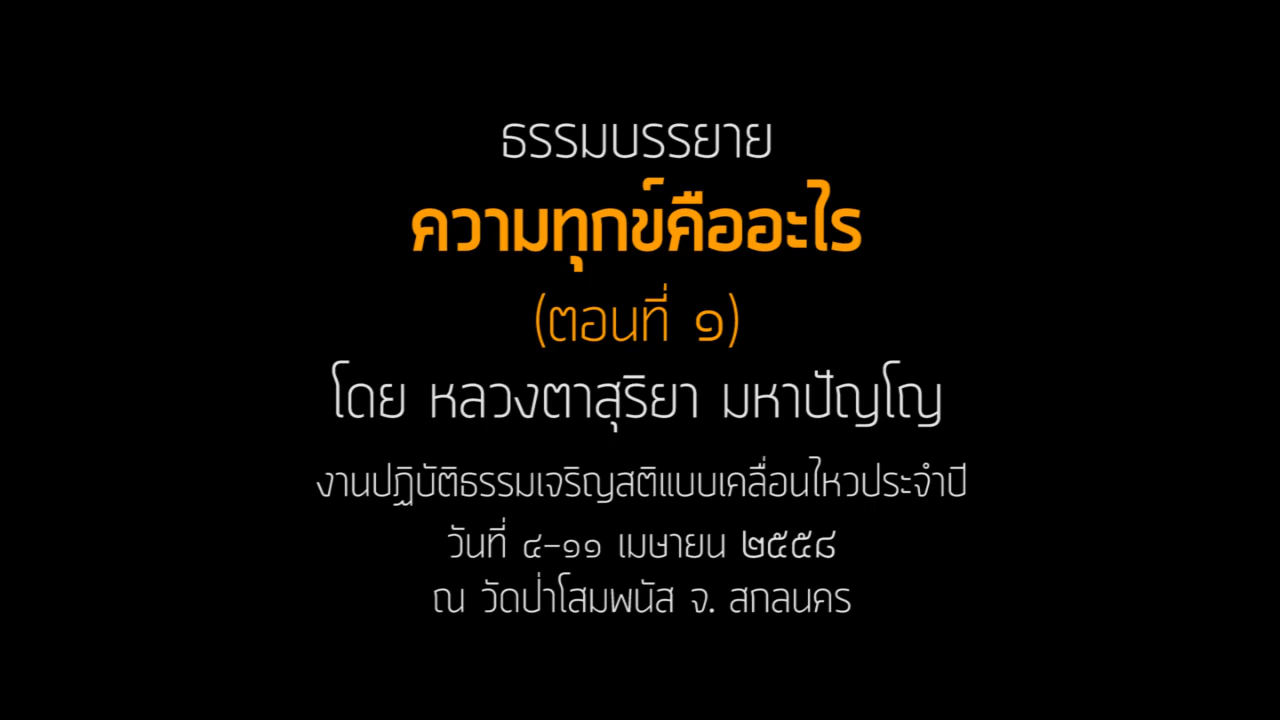 ธรรมบรรยาย
ความทุกข์คืออะไร
(ตอนที่ ๑)
โดย หลวงตาสุริยา มหาปัญโญ
งานปฏิบัติธรรมเจริญสติแบบเคลื่อนไหวประจำปี
วันที่ ๔-๑๑ เมษายน ๒๕๕๘
ณ วัดป่าโสมพนัส จ. สกลนคร